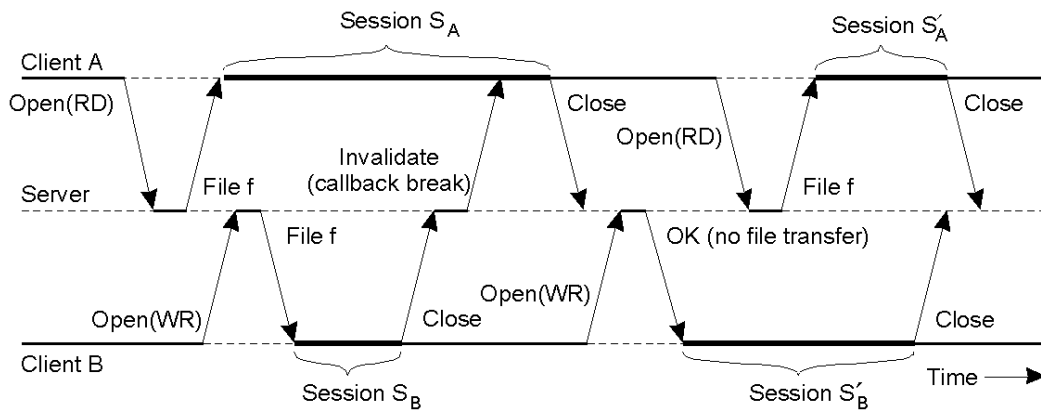 Session S_A
Session S′_A
Client A
Open(RD)
Close
Close
Open(RD)
Invalidate
(callback break)
Server
File f
File f
File f
OK (no file transfer)
Open(WR)
Close
Open(WR)
Close
Client B
Time
Session S_B
Session S′_B